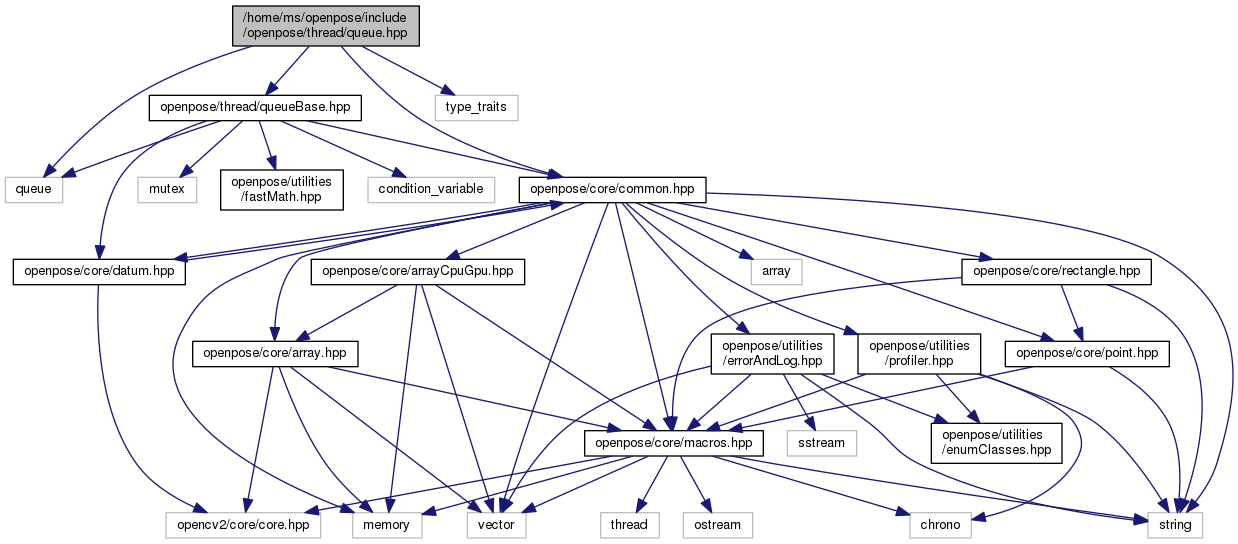 /home/ms/openpose/include
/openpose/thread/queue.hpp
openpose/thread/queueBase.hpp
type_traits
queue
mutex
openpose/utilities
/fastMath.hpp
condition_variable
openpose/core/common.hpp
openpose/core/datum.hpp
openpose/core/arrayCpuGpu.hpp
array
openpose/core/rectangle.hpp
openpose/core/array.hpp
openpose/utilities
/errorAndLog.hpp
openpose/utilities
/profiler.hpp
openpose/core/point.hpp
openpose/core/macros.hpp
sstream
openpose/utilities
/enumClasses.hpp
opencv2/core/core.hpp
memory
vector
thread
ostream
chrono
string